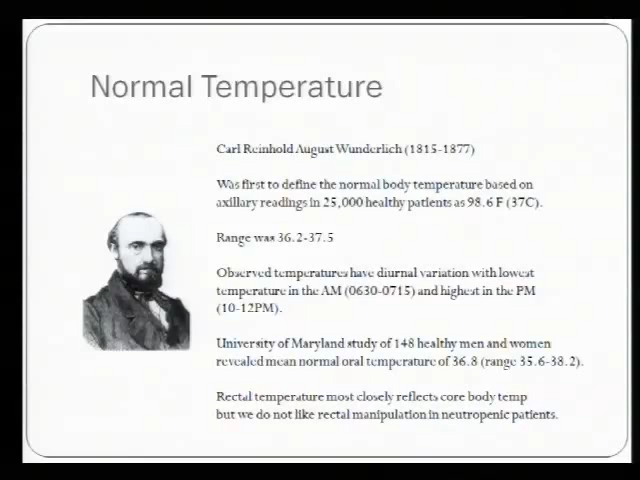 Normal Temperature
Carl Reinhold August Wunderlich (1815-1877)
Was first to define the normal body temperature based on
axillary readings in 25,000 healthy patients as 98.6 F (37C).
Range was 36.2-37.5
Observed temperatures have diurnal variation with lowest
temperature in the AM (0630-0715) and highest in the PM
(10-12PM).
University of Maryland study of 148 healthy men and women
revealed mean normal oral temperature of 36.8 (range 35.6-38.2).
Rectal temperature most closely reflects core body temp
but we do not like rectal manipulation in neutropenic patients.